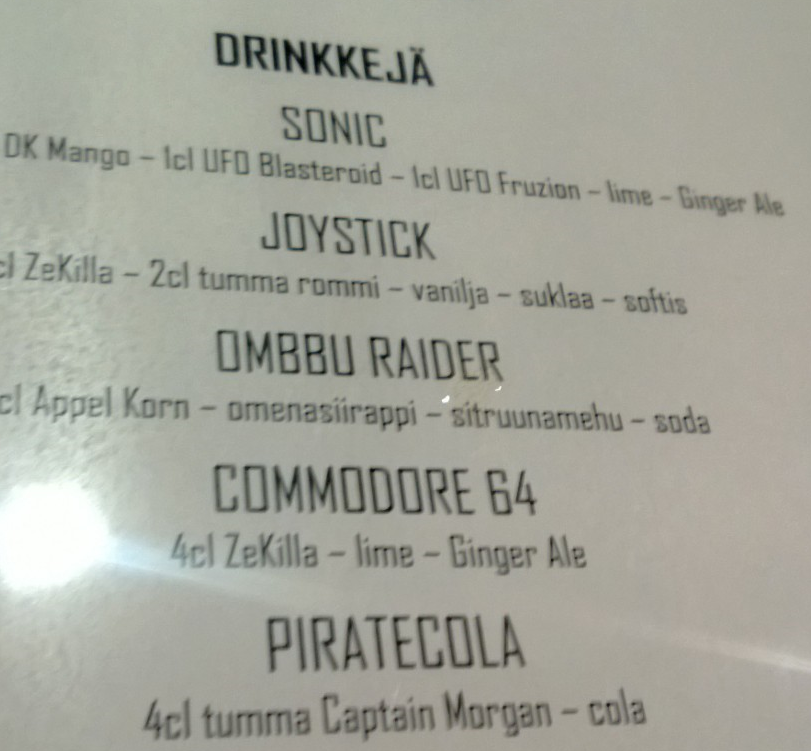 DRINKKEJÄ
SONIC
DK Mango – 1cl UFO Blasteroid – 1cl UFO Fruzion – lime – Ginger Ale
JOYSTICK
cl ZeKilla – 2cl tumma rommi – vanilja – suklaa – softis
OMBBU RAIDER
cl Appel Korn – omenasiirappi – sitruunamehu – soda
COMMODORE 64
4cl ZeKilla – lime – Ginger Ale
PIRATECOLA
4cl tumma Captain Morgan – cola